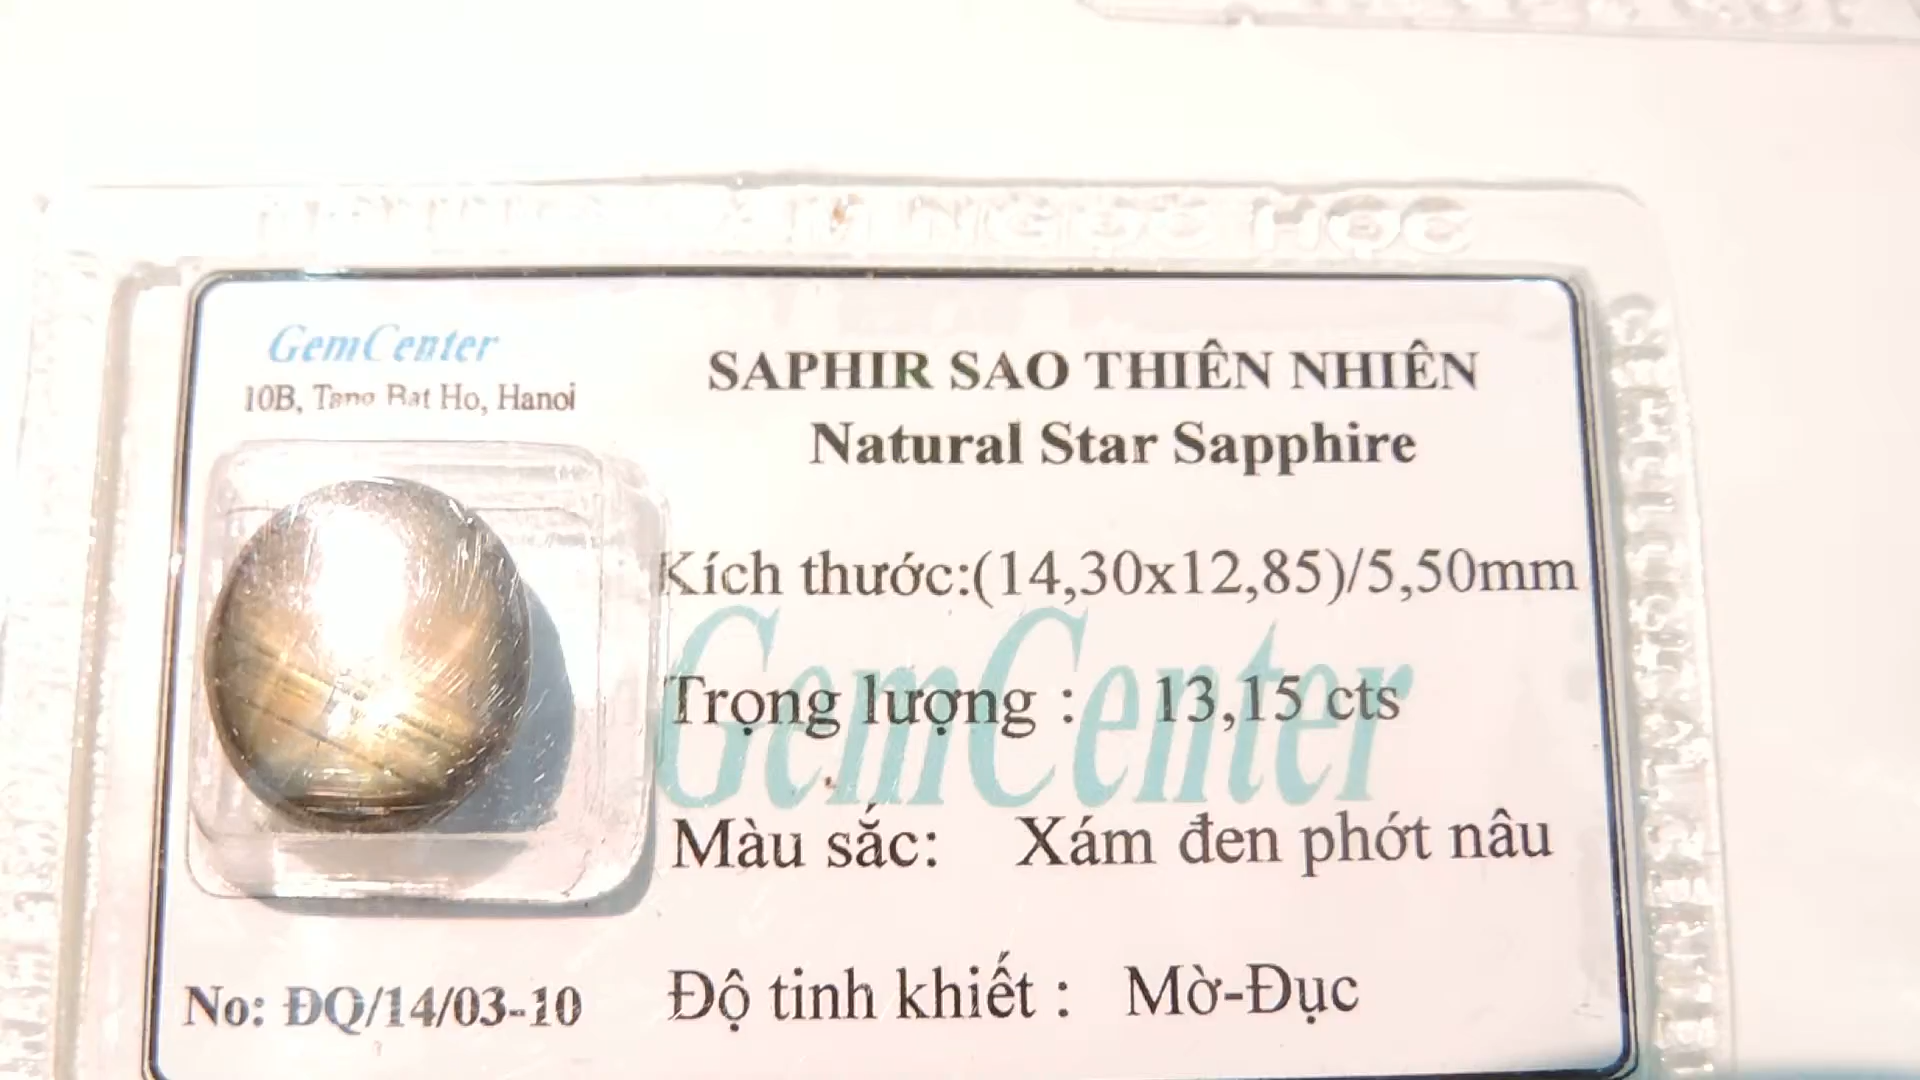 NGỌC HỌC
GemCenter
10B, Tang Bat Ho, Hanoi
SAPHIR SAO THIÊN NHIÊN
Natural Star Sapphire
Kích thước:(14,30x12,85)/5,50mm
GemCenter
Trọng lượng : 13,15 cts
Màu sắc: Xám đen phớt nâu
Độ tinh khiết : Mờ-Đục
No: ĐQ/14/03-10